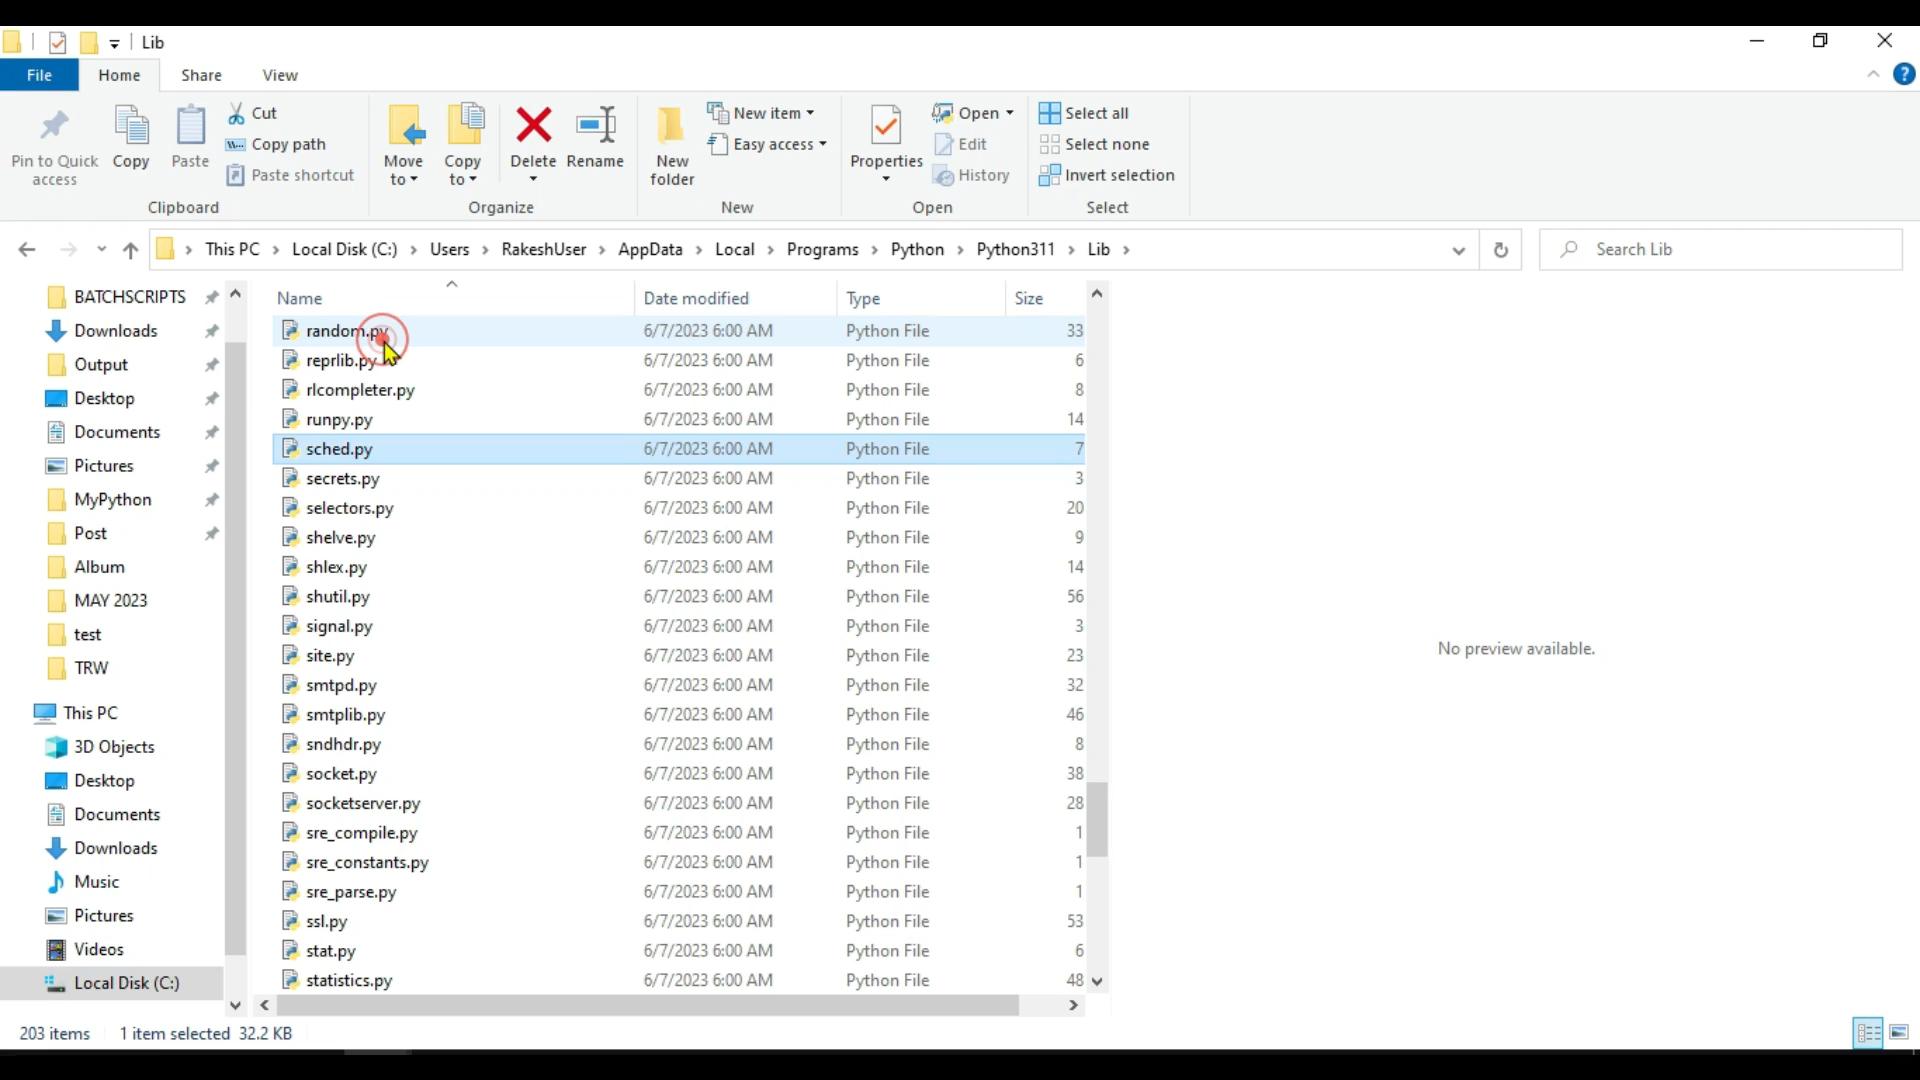 Lib
File Home Share View
Pin to Quick access
Copy
Paste
Cut
Copy path
Paste shortcut
Clipboard
Move to
Copy to
Delete
Rename
Organize
New folder
New item
Easy access
New
Properties
Open
Edit
History
Open
Select all
Select none
Invert selection
Select
This PC > Local Disk (C:) > Users > RakeshUser > AppData > Local > Programs > Python > Python311 > Lib >
Search Lib
BATCHSCRIPTS
Downloads
Output
Desktop
Documents
Pictures
MyPython
Post
Album
MAY 2023
test
TRW
This PC
3D Objects
Desktop
Documents
Downloads
Music
Pictures
Videos
Local Disk (C:)
Name Date modified Type Size
random.py 6/7/2023 6:00 AM Python File 33
reprlib.py 6/7/2023 6:00 AM Python File 6
rlcompleter.py 6/7/2023 6:00 AM Python File 8
runpy.py 6/7/2023 6:00 AM Python File 14
sched.py 6/7/2023 6:00 AM Python File 7
secrets.py 6/7/2023 6:00 AM Python File 3
selectors.py 6/7/2023 6:00 AM Python File 20
shelve.py 6/7/2023 6:00 AM Python File 9
shlex.py 6/7/2023 6:00 AM Python File 14
shutil.py 6/7/2023 6:00 AM Python File 56
signal.py 6/7/2023 6:00 AM Python File 3
site.py 6/7/2023 6:00 AM Python File 23
smtpd.py 6/7/2023 6:00 AM Python File 32
smtplib.py 6/7/2023 6:00 AM Python File 46
sndhdr.py 6/7/2023 6:00 AM Python File 8
socket.py 6/7/2023 6:00 AM Python File 38
socketserver.py 6/7/2023 6:00 AM Python File 28
sre_compile.py 6/7/2023 6:00 AM Python File 1
sre_constants.py 6/7/2023 6:00 AM Python File 1
sre_parse.py 6/7/2023 6:00 AM Python File 1
ssl.py 6/7/2023 6:00 AM Python File 53
stat.py 6/7/2023 6:00 AM Python File 6
statistics.py 6/7/2023 6:00 AM Python File 48
No preview available.
203 items 1 item selected 32.2 KB